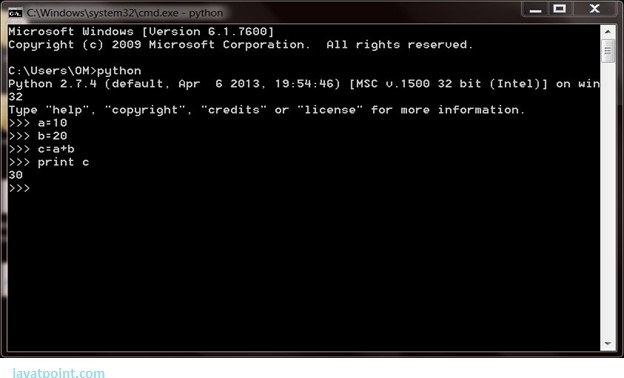 C:\Windows\system32\cmd.exe - python
Microsoft Windows [Version 6.1.7600]
Copyright (c) 2009 Microsoft Corporation.  All rights reserved.
C:\Users\OM>python
Python 2.7.4 (default, Apr  6 2013, 19:54:46) [MSC v.1500 32 bit (Intel)] on win
32
Type "help", "copyright", "credits" or "license" for more information.
>>> a=10
>>> b=20
>>> c=a+b
>>> print c
30
>>>
javatpoint.com